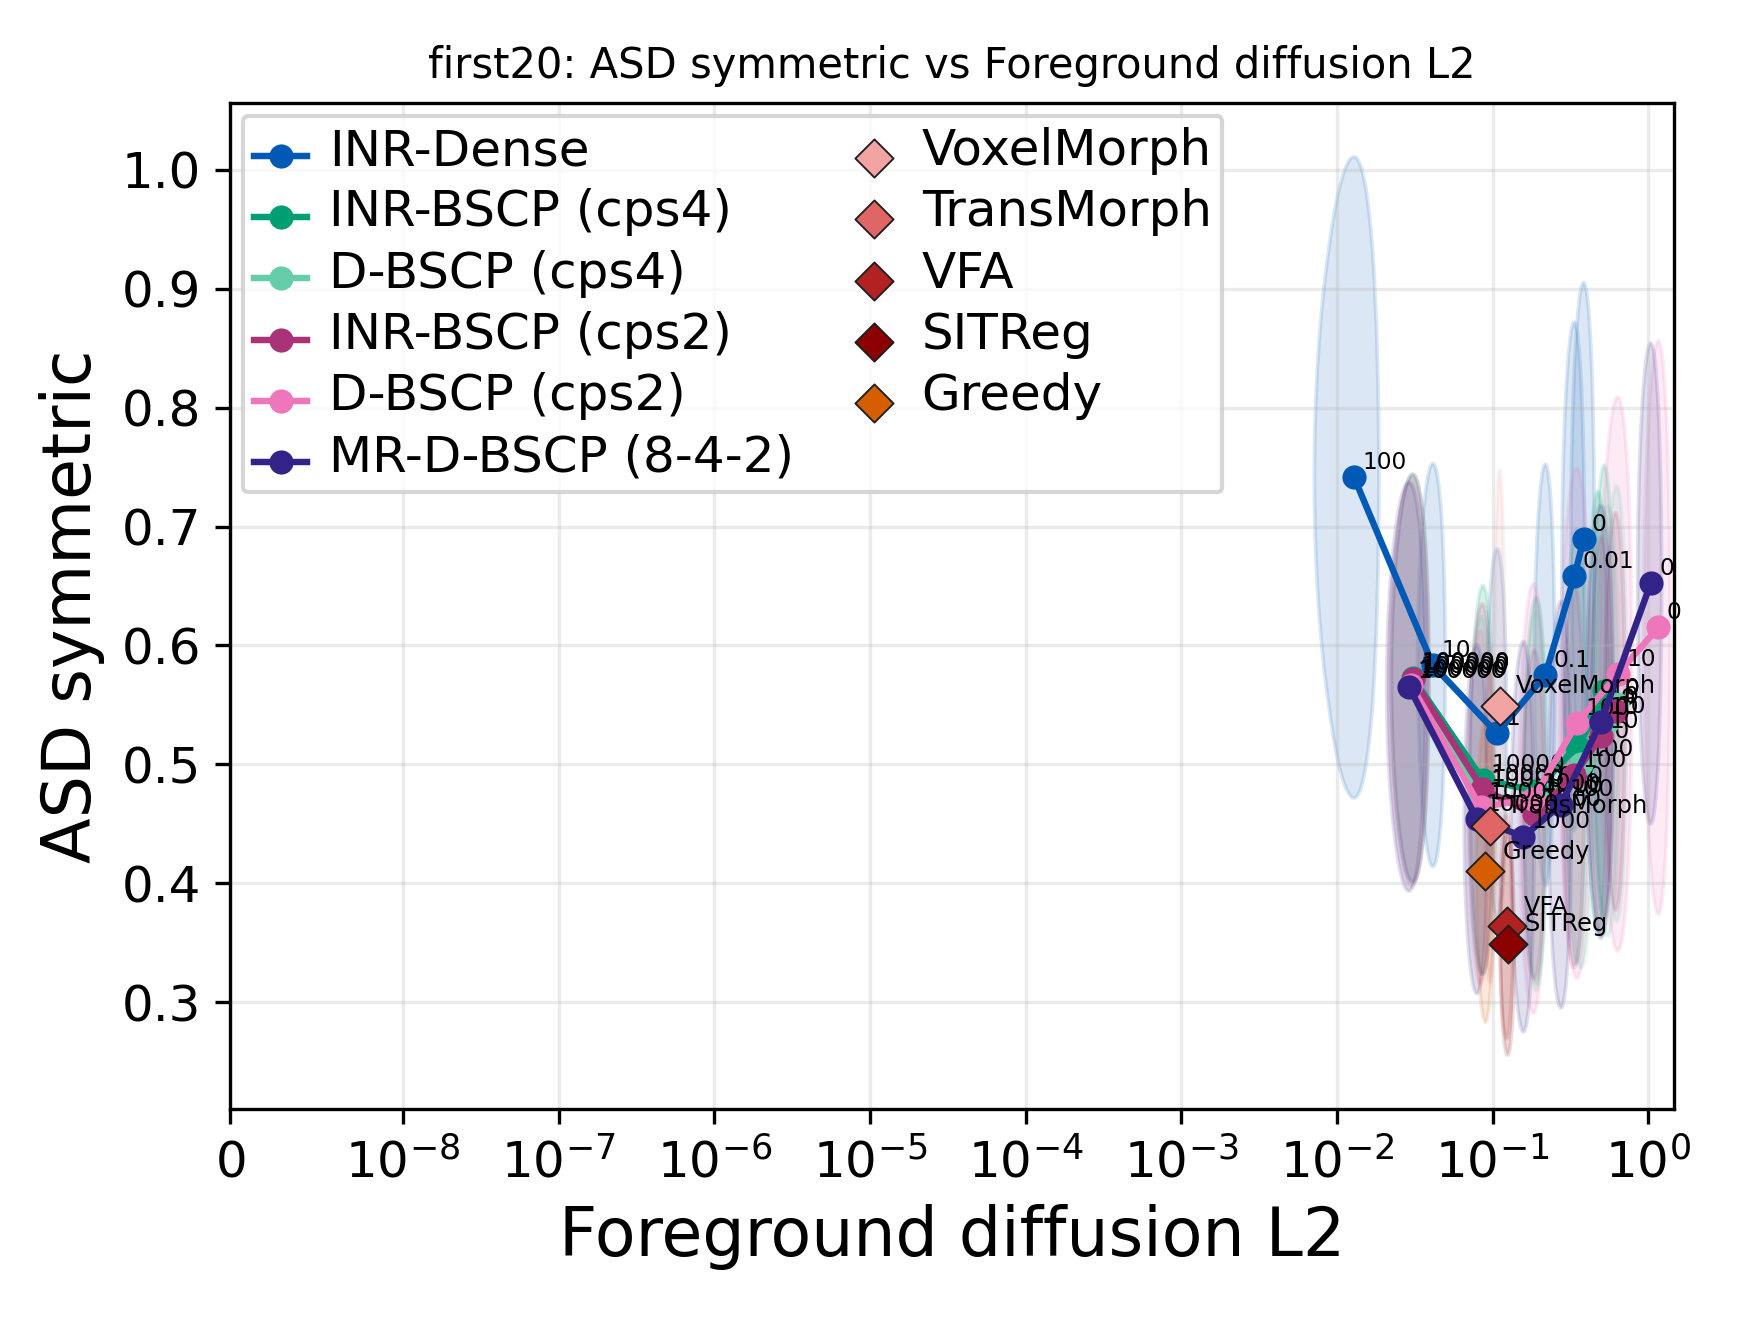 first20: ASD symmetric vs Foreground diffusion L2
ASD symmetric
1.0
0.9
0.8
0.7
0.6
0.5
0.4
0.3
INR-Dense
INR-BSCP (cps4)
D-BSCP (cps4)
INR-BSCP (cps2)
D-BSCP (cps2)
MR-D-BSCP (8-4-2)
VoxelMorph
TransMorph
VFA
SITReg
Greedy
100
0
0.01
0
0
10
0.1
10
VoxelMorph
1
TransMorph
1000
Greedy
VFA
SITReg
0
10⁻⁸
10⁻⁷
10⁻⁶
10⁻⁵
10⁻⁴
10⁻³
10⁻²
10⁻¹
10⁰
Foreground diffusion L2